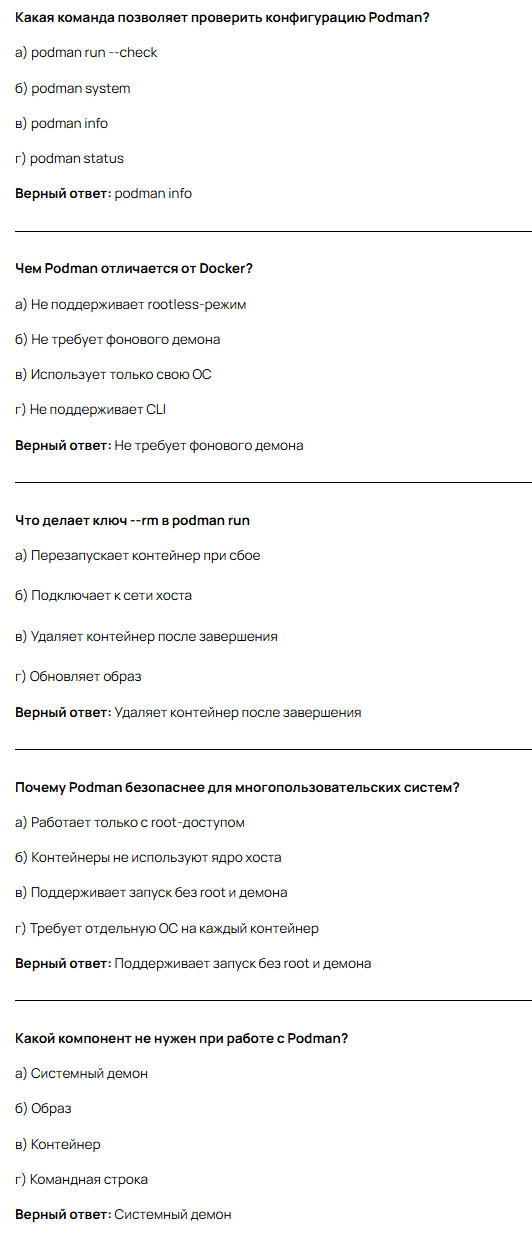 Какая команда позволяет проверить конфигурацию Podman?
а) podman run --check
б) podman system
в) podman info
г) podman status
Верный ответ: podman info
Чем Podman отличается от Docker?
а) Не поддерживает rootless-режим
б) Не требует фонового демона
в) Использует только свою ОС
г) Не поддерживает CLI
Верный ответ: Не требует фонового демона
Что делает ключ --rm в podman run
а) Перезапускает контейнер при сбое
б) Подключает к сети хоста
в) Удаляет контейнер после завершения
г) Обновляет образ
Верный ответ: Удаляет контейнер после завершения
Почему Podman безопаснее для многопользовательских систем?
а) Работает только с root-доступом
б) Контейнеры не используют ядро хоста
в) Поддерживает запуск без root и демона
г) Требует отдельную ОС на каждый контейнер
Верный ответ: Поддерживает запуск без root и демона
Какой компонент не нужен при работе с Podman?
а) Системный демон
б) Образ
в) Контейнер
г) Командная строка
Верный ответ: Системный демон